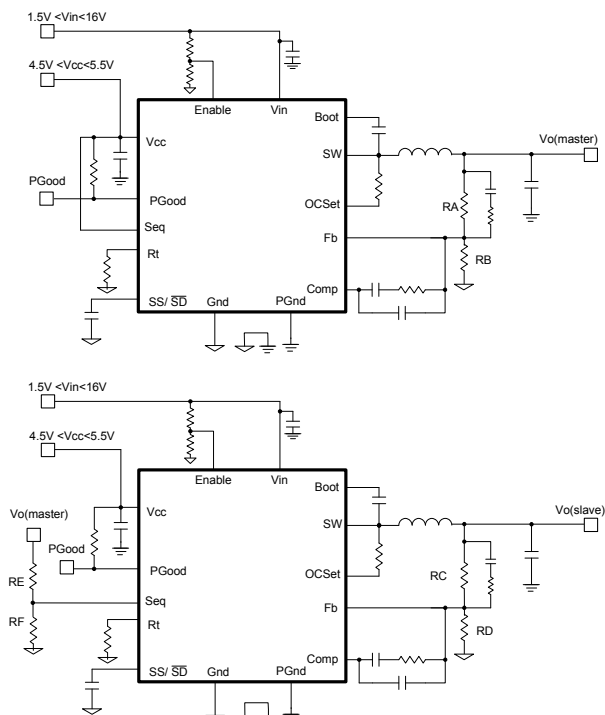 1.5V <Vin<16V
4.5V <Vcc<5.5V
Enable Vin
Boot
Vcc
SW
Vo(master)
PGood
PGood
OCSet
RA
Seq
Fb
Rt
RB
Comp
SS/ SD Gnd PGnd
1.5V <Vin<16V
4.5V <Vcc<5.5V
Enable Vin
Boot
Vo(master)
Vcc
SW
Vo(slave)
PGood
PGood
RE
OCSet
RC
Seq
Fb
RF
Rt
RD
Comp
SS/ SD Gnd PGnd